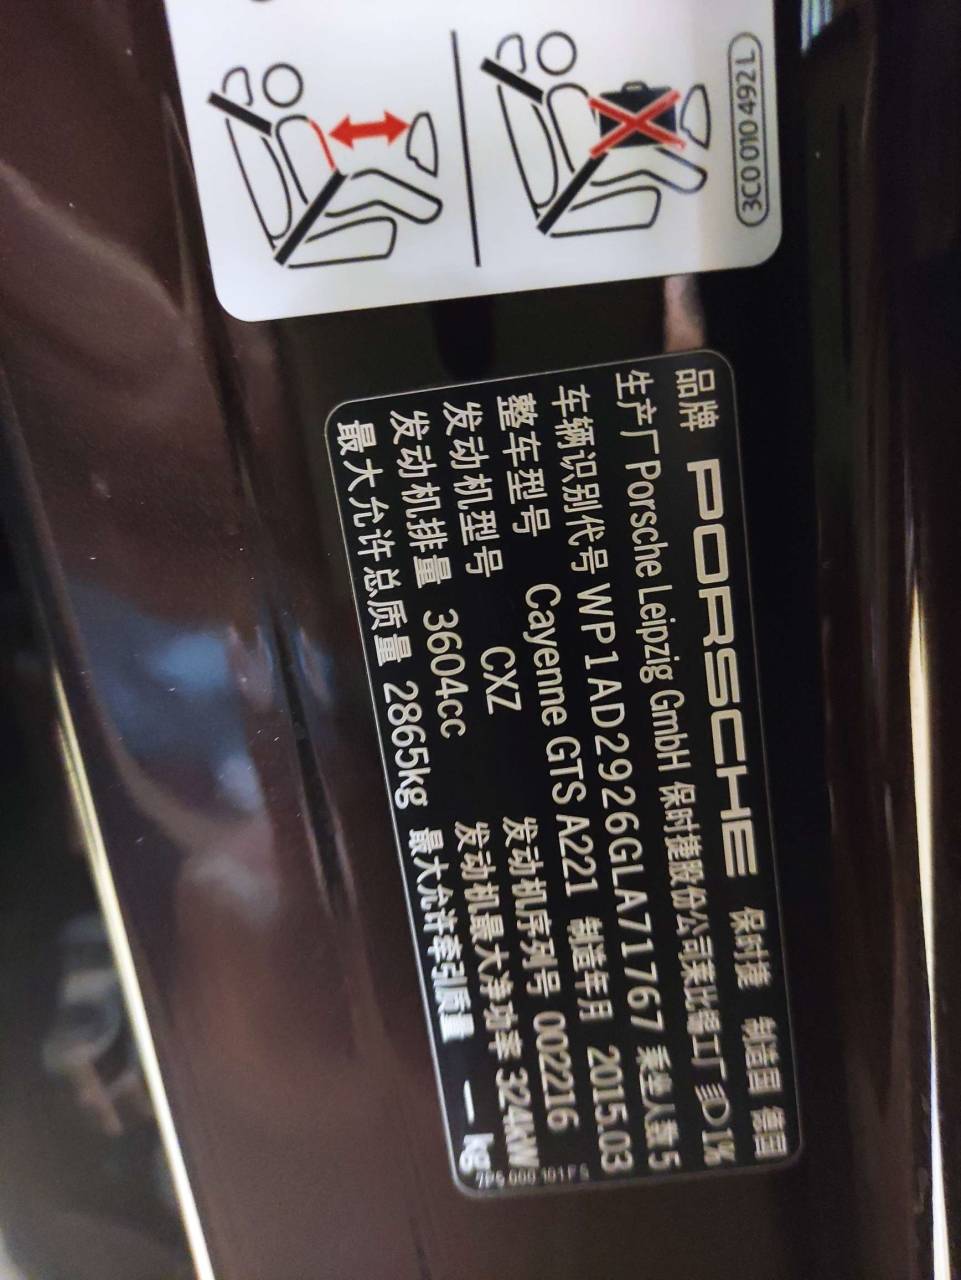 3C0 010 492 L
品牌 PORSCHE 保时捷 制造国 德国
生产厂 Porsche Leipzig GmbH 保时捷股份公司莱比锡工厂 1%
车辆识别代号 WP1AD2926GLA71767 乘坐人数 5
整车型号 Cayenne GTS A221 制造年月 2015.03
发动机型号 CXZ 发动机序列号 002216
发动机排量 3604cc 发动机最大净功率 324kW
最大允许总质量 2865kg 最大允许牵引质量 — kg
7P5 000 101 F S